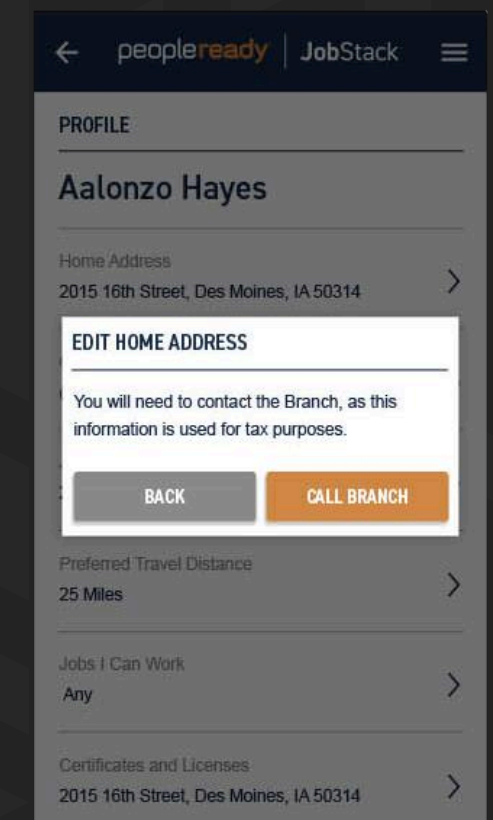 peopleready | JobStack
PROFILE
Aalonzo Hayes
Home Address
2015 16th Street, Des Moines, IA 50314
EDIT HOME ADDRESS
You will need to contact the Branch, as this
information is used for tax purposes.
BACK
CALL BRANCH
Preferred Travel Distance
25 Miles
Jobs I Can Work
Any
Certificates and Licenses
2015 16th Street, Des Moines, IA 50314